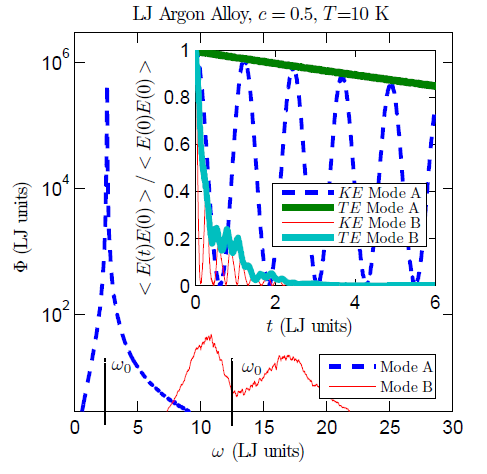 LJ Argon Alloy, c = 0.5, T=10 K
10^6
10^4
10^2
Φ (LJ units)
1
0.8
0.6
0.4
0.2
0
< E(t)E(0) > / < E(0)E(0) >
KE Mode A
TE Mode A
KE Mode B
TE Mode B
0 2 4 6
t (LJ units)
ω₀ ω₀
Mode A
Mode B
0 5 10 15 20 25 30
ω (LJ units)